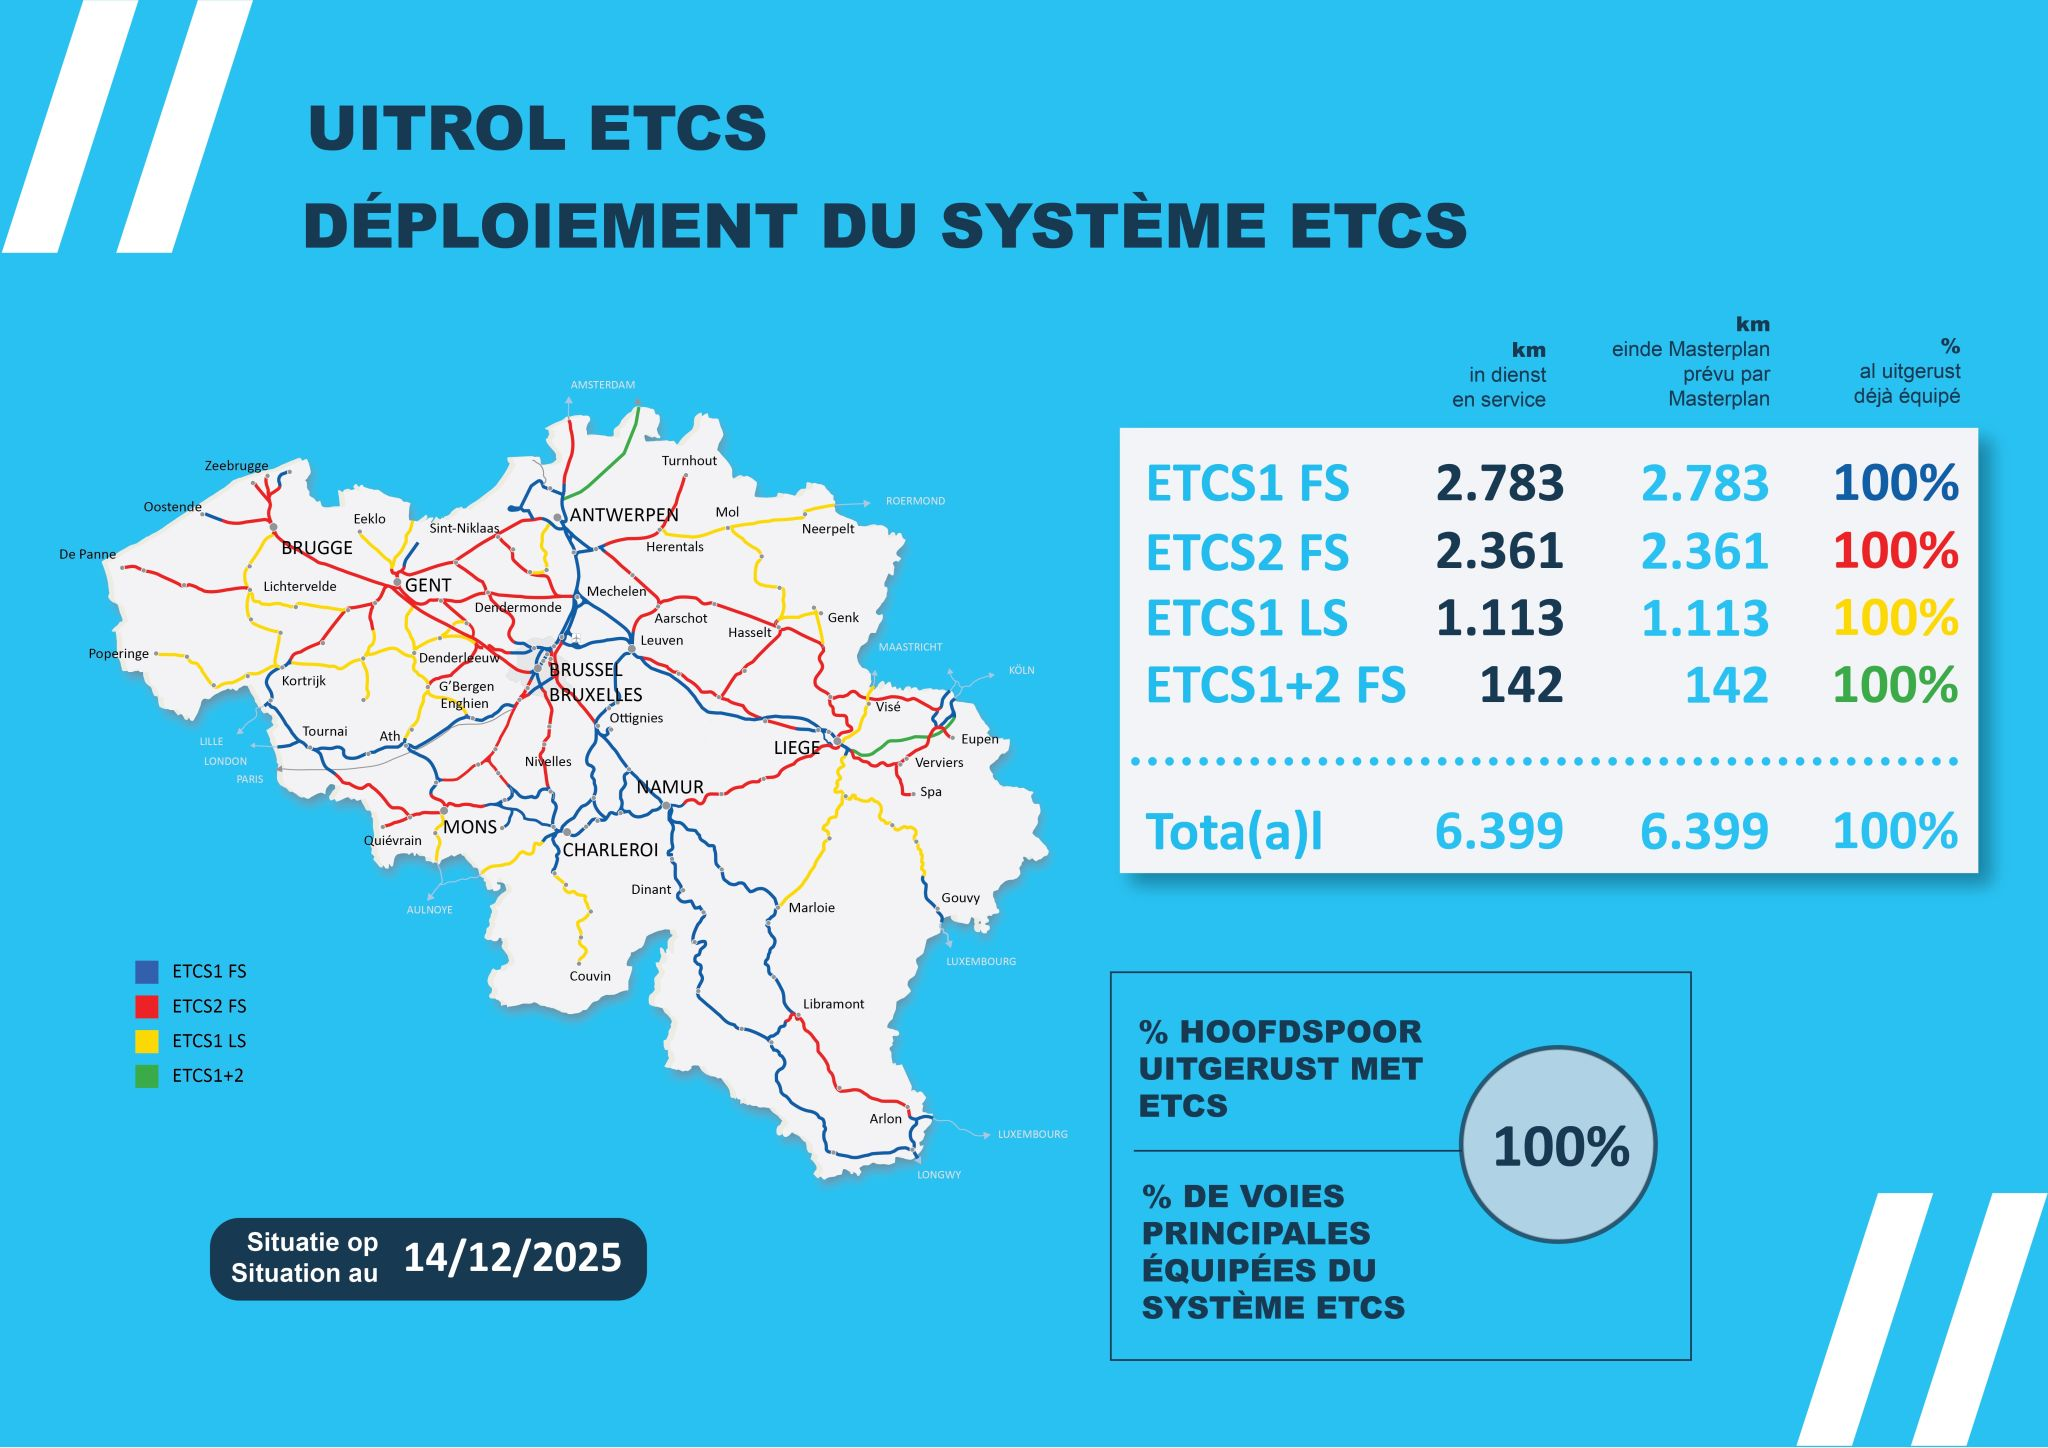 UITROL ETCS
DÉPLOIEMENT DU SYSTÈME ETCS
km
in dienst
en service
km
einde Masterplan
prévu par
Masterplan
%
al uitgerust
déjà équipé
ETCS1 FS 2.783 2.783 100%
ETCS2 FS 2.361 2.361 100%
ETCS1 LS 1.113 1.113 100%
ETCS1+2 FS 142 142 100%
Tota(a)l 6.399 6.399 100%
AMSTERDAM
Zeebrugge
Turnhout
Oostende
ROERMOND
Eeklo
Sint-Niklaas
ANTWERPEN
Mol
Neerpelt
De Panne
BRUGGE
Herentals
Lichtervelde
GENT
Mechelen
Dendermonde
Aarschot
Genk
Hasselt
Leuven
MAASTRICHT
Poperinge
Denderleeuw
BRUSSEL
BRUXELLES
KÖLN
Kortrijk
G'Bergen
Enghien
Visé
Ottignies
Tournai
Ath
LILLE
LONDON
PARIS
LIEGE
Eupen
Nivelles
Verviers
NAMUR
Spa
MONS
Quiévrain
CHARLEROI
Dinant
Gouvy
AULNOYE
Marloie
LUXEMBOURG
Couvin
Libramont
Arlon
LUXEMBOURG
LONGWY
ETCS1 FS
ETCS2 FS
ETCS1 LS
ETCS1+2
Situatie op
Situation au
14/12/2025
% HOOFDSPOOR
UITGERUST MET
ETCS
100%
% DE VOIES
PRINCIPALES
ÉQUIPÉES DU
SYSTÈME ETCS